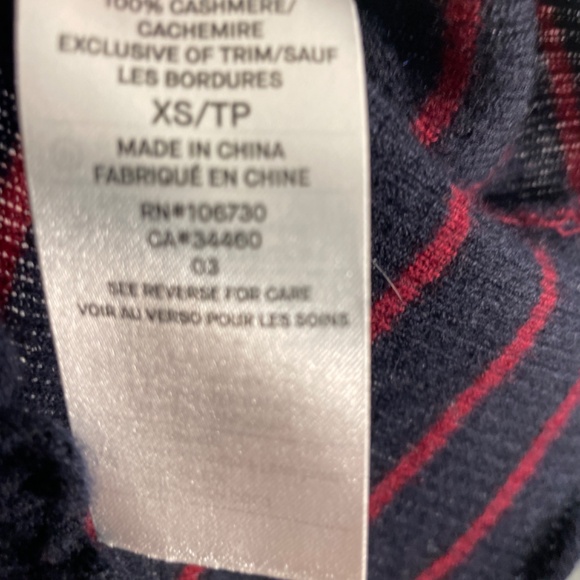 100% CASHMERE/
CACHEMIRE
EXCLUSIVE OF TRIM/SAUF
LES BORDURES
XS/TP
MADE IN CHINA
FABRIQUÉ EN CHINE
RN#106730
CA#34460
03
SEE REVERSE FOR CARE
VOIR AU VERSO POUR LES SOINS